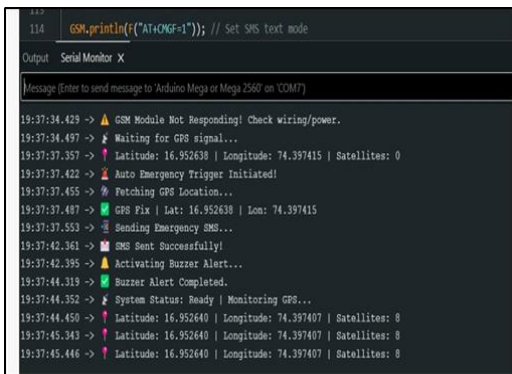 113
114 GSM.println(F("AT+CMGF=1")); // Set SMS text mode
Output Serial Monitor X
Message (Enter to send message to 'Arduino Mega or Mega 2560' on 'COM7')
19:37:34.429 -> ⚠ GSM Module Not Responding! Check wiring/power.
19:37:34.497 -> 📡 Waiting for GPS signal...
19:37:37.357 -> 📍 Latitude: 16.952638 | Longitude: 74.397415 | Satellites: 0
19:37:37.422 -> 🚨 Auto Emergency Trigger Initiated!
19:37:37.455 -> 🛰 Fetching GPS Location...
19:37:37.487 -> ✅ GPS Fix | Lat: 16.952638 | Lon: 74.397415
19:37:37.553 -> 📲 Sending Emergency SMS...
19:37:42.361 -> 📩 SMS Sent Successfully!
19:37:42.395 -> 🔔 Activating Buzzer Alert...
19:37:44.319 -> ✅ Buzzer Alert Completed.
19:37:44.352 -> 📡 System Status: Ready | Monitoring GPS...
19:37:44.450 -> 📍 Latitude: 16.952640 | Longitude: 74.397407 | Satellites: 8
19:37:45.343 -> 📍 Latitude: 16.952640 | Longitude: 74.397407 | Satellites: 8
19:37:45.446 -> 📍 Latitude: 16.952640 | Longitude: 74.397407 | Satellites: 8